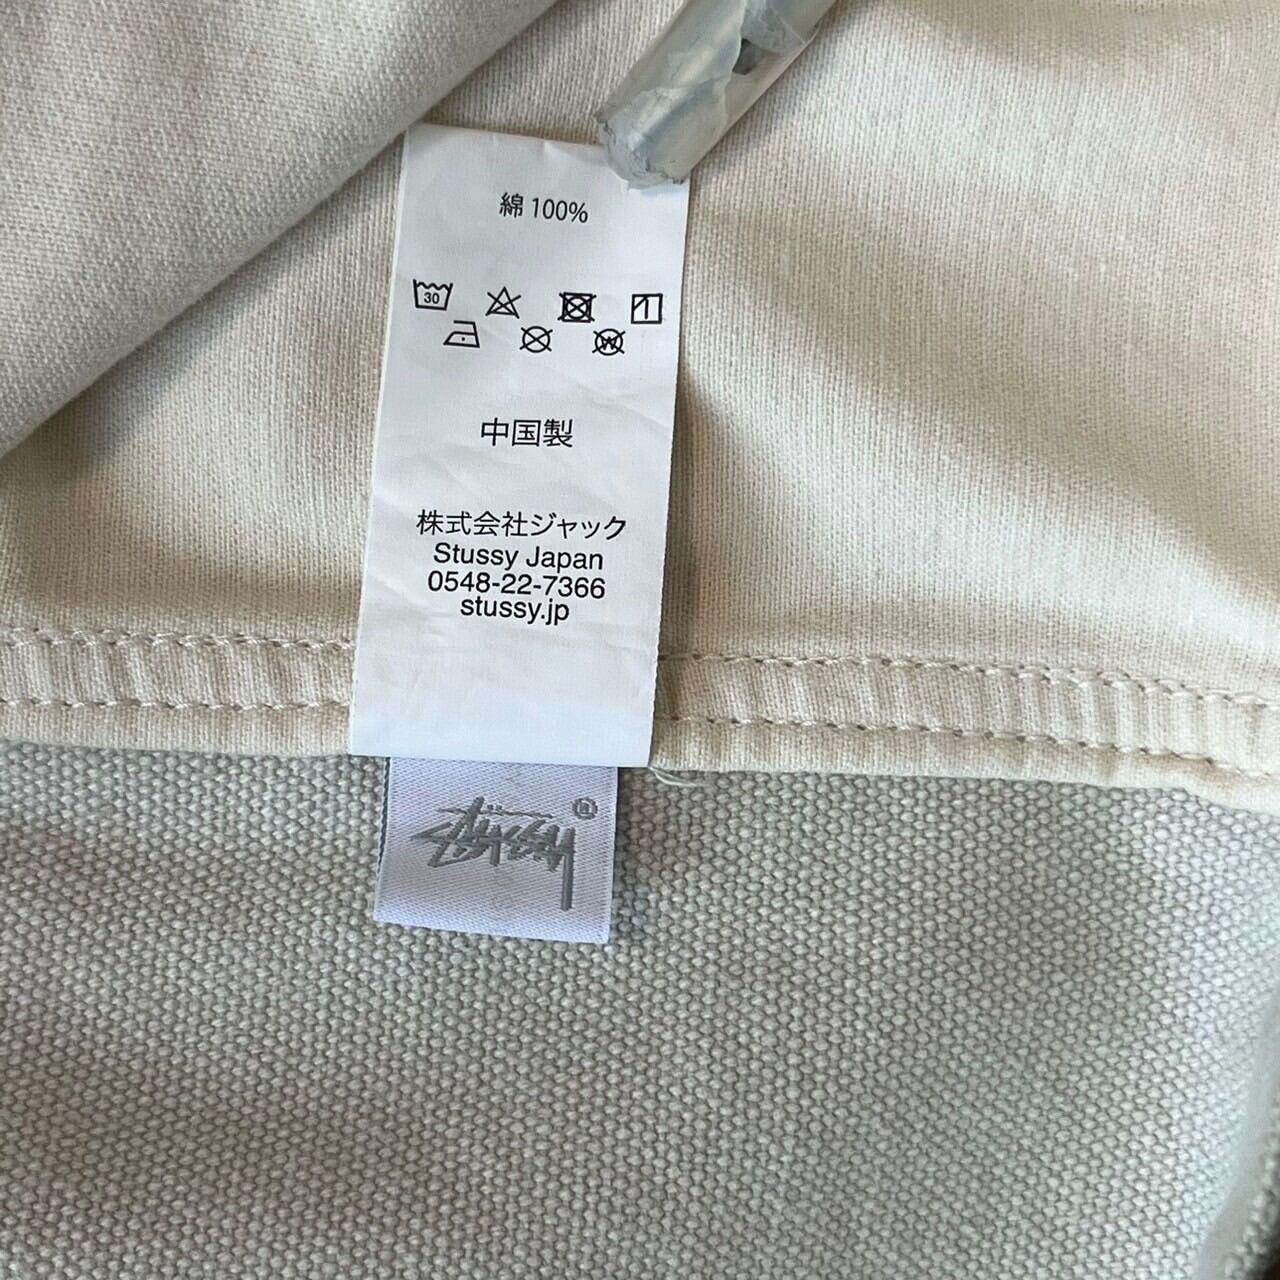 綿 100%
30
W
中国製
株式会社ジャック
Stussy Japan
0548-22-7366
stussy.jp
Stüssy ®